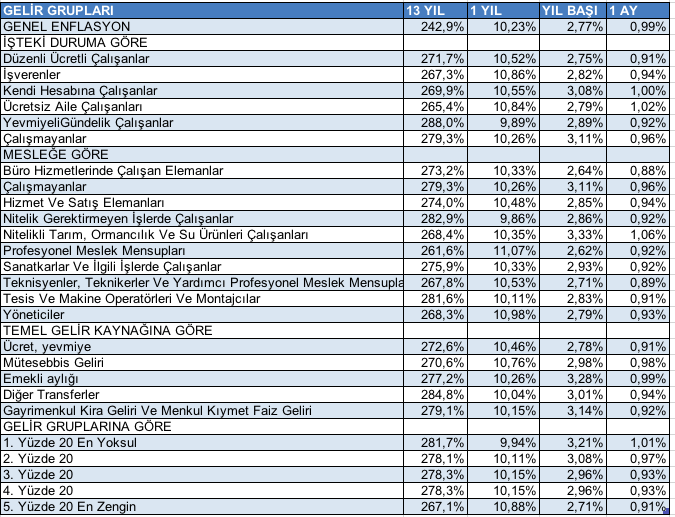 GELİR GRUPLARI 13 YIL 1 YIL YIL BAŞI 1 AY
GENEL ENFLASYON 242,9% 10,23% 2,77% 0,99%
İŞTEKİ DURUMA GÖRE
Düzenli Ücretli Çalışanlar 271,7% 10,52% 2,75% 0,91%
İşverenler 267,3% 10,86% 2,82% 0,94%
Kendi Hesabına Çalışanlar 269,9% 10,55% 3,08% 1,00%
Ücretsiz Aile Çalışanları 265,4% 10,84% 2,79% 1,02%
YevmiyeliGündelik Çalışanlar 288,0% 9,89% 2,89% 0,92%
Çalışmayanlar 279,3% 10,26% 3,11% 0,96%
MESLEĞE GÖRE
Büro Hizmetlerinde Çalışan Elemanlar 273,2% 10,33% 2,64% 0,88%
Çalışmayanlar 279,3% 10,26% 3,11% 0,96%
Hizmet Ve Satış Elemanları 274,0% 10,48% 2,85% 0,94%
Nitelik Gerektirmeyen İşlerde Çalışanlar 282,9% 9,86% 2,86% 0,92%
Nitelikli Tarım, Ormancılık Ve Su Ürünleri Çalışanları 268,4% 10,35% 3,33% 1,06%
Profesyonel Meslek Mensupları 261,6% 11,07% 2,62% 0,92%
Sanatkarlar Ve İlgili İşlerde Çalışanlar 275,9% 10,33% 2,93% 0,92%
Teknisyenler, Teknikerler Ve Yardımcı Profesyonel Meslek Mensupla 267,8% 10,53% 2,71% 0,89%
Tesis Ve Makine Operatörleri Ve Montajcılar 281,6% 10,11% 2,83% 0,91%
Yöneticiler 268,3% 10,98% 2,79% 0,93%
TEMEL GELİR KAYNAĞINA GÖRE
Ücret, yevmiye 272,6% 10,46% 2,78% 0,91%
Mütesebbis Geliri 270,6% 10,76% 2,98% 0,98%
Emekli aylığı 277,2% 10,26% 3,28% 0,99%
Diğer Transferler 284,8% 10,04% 3,01% 0,94%
Gayrimenkul Kira Geliri Ve Menkul Kıymet Faiz Geliri 279,1% 10,15% 3,14% 0,92%
GELİR GRUPLARINA GÖRE
1. Yüzde 20 En Yoksul 281,7% 9,94% 3,21% 1,01%
2. Yüzde 20 278,1% 10,11% 3,08% 0,97%
3. Yüzde 20 278,3% 10,15% 2,96% 0,93%
4. Yüzde 20 278,3% 10,15% 2,96% 0,93%
5. Yüzde 20 En Zengin 267,1% 10,88% 2,71% 0,91%